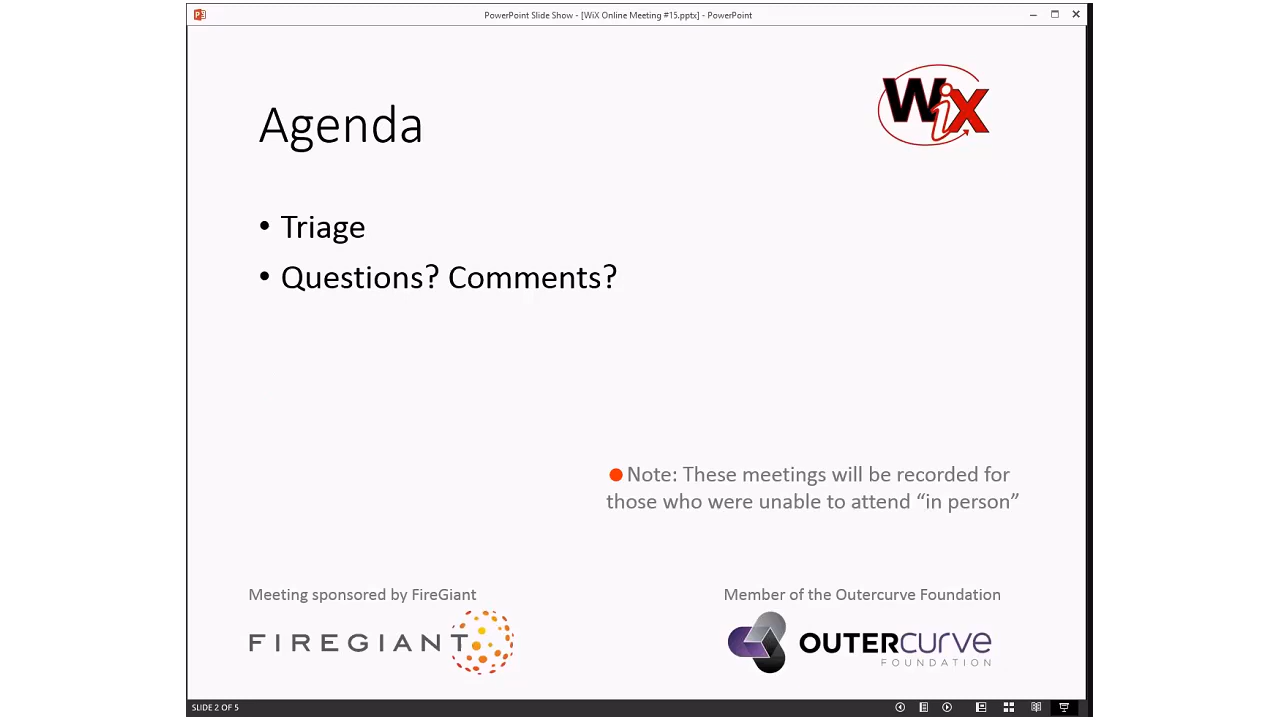 PowerPoint Slide Show - [WiX Online Meeting #15.pptx] - PowerPoint
WiX
Agenda
• Triage
• Questions? Comments?
Note: These meetings will be recorded for
those who were unable to attend “in person”
Meeting sponsored by FireGiant
FIREGIANT
Member of the Outercurve Foundation
OUTERCURVE
FOUNDATION
SLIDE 2 OF 5